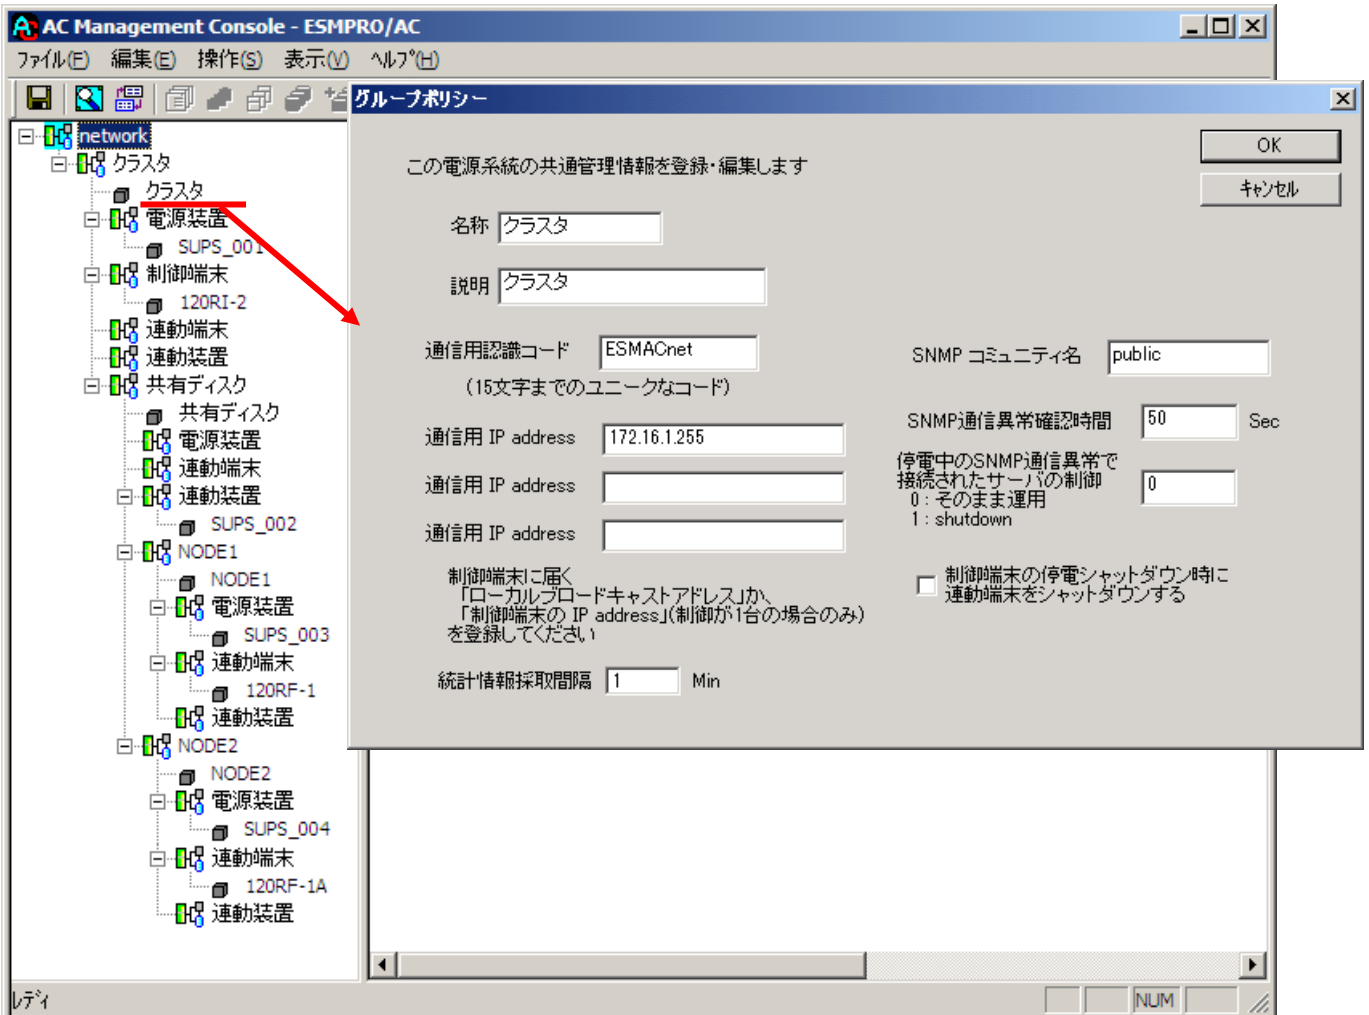 AC Management Console - ESMPRO/AC
ファイル(F) 編集(E) 操作(S) 表示(V) ヘルプ(H)
network
クラスタ
クラスタ
電源装置
SUPS_001
制御端末
120RI-2
連動端末
連動装置
共有ディスク
共有ディスク
電源装置
連動端末
連動装置
SUPS_002
NODE1
NODE1
電源装置
SUPS_003
連動端末
120RF-1
連動装置
NODE2
NODE2
電源装置
SUPS_004
連動端末
120RF-1A
連動装置
グループポリシー
この電源系統の共通管理情報を登録・編集します
OK
キャンセル
名称 クラスタ
説明 クラスタ
通信用認識コード ESMACnet
(15文字までのユニークなコード)
通信用 IP address 172.16.1.255
通信用 IP address
通信用 IP address
制御端末に届く
「ローカルブロードキャストアドレス」か、
「制御端末の IP address」(制御が1台の場合のみ)
を登録してください
統計情報採取間隔 1 Min
SNMP コミュニティ名 public
SNMP通信異常確認時間 50 Sec
停電中のSNMP通信異常で
接続されたサーバの制御 0
0 : そのまま運用
1 : shutdown
制御端末の停電シャットダウン時に
連動端末をシャットダウンする
レディ
NUM